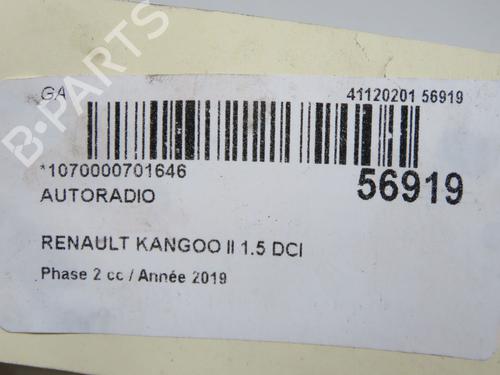 GA
41120201 56919
*1070000701646
56919
AUTORADIO
RENAULT KANGOO II 1.5 DCI
Phase 2 cc / Année 2019
B-PARTS